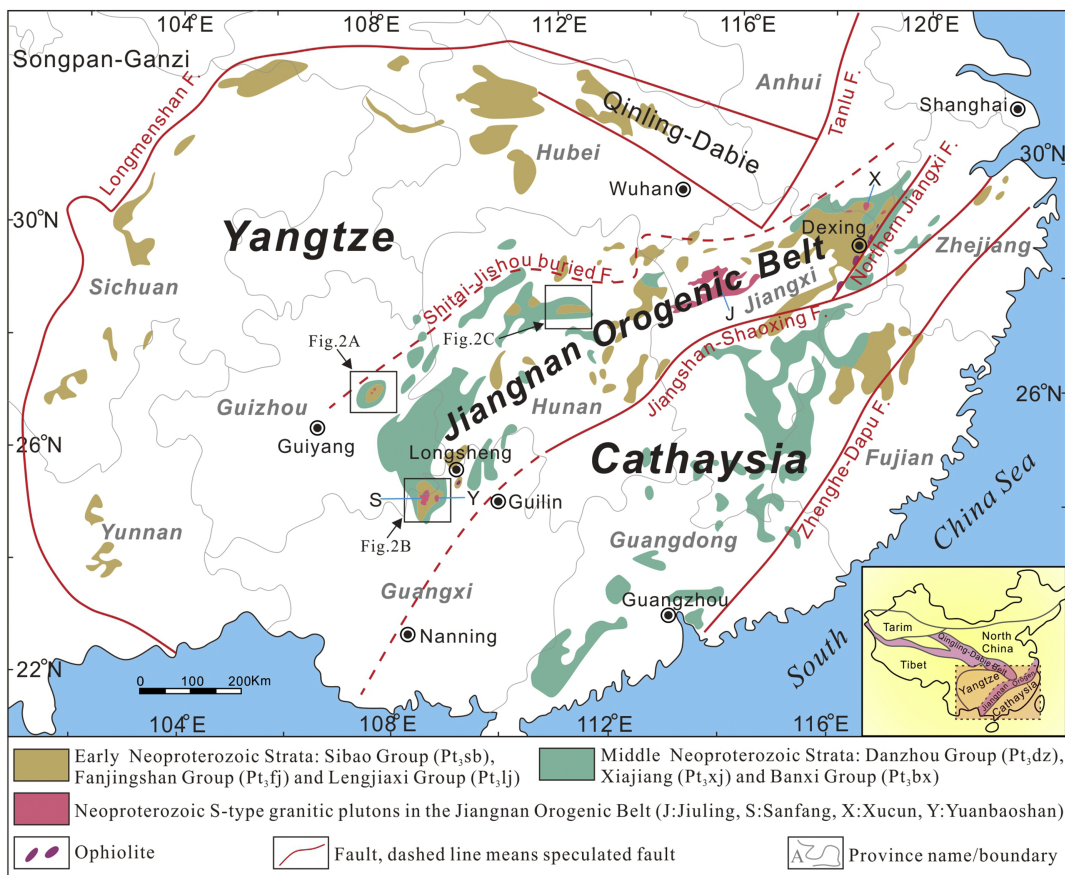 104°E
108°E
112°E
116°E
120°E
Songpan-Ganzi
Longmenshan F.
Qinling-Dabie
Anhui
Tanlu F.
Shanghai
Hubei
30°N
Wuhan
X
30°N
Yangtze
Dexing
Northern Jiangxi F.
Zhejiang
Sichuan
Shitai-Jishou buried F.
Jiangnan Orogenic Belt
Jiangxi
J
Fig.2C
Fig.2A
Jiangshan-Shaoxing F.
26°N
Guizhou
Hunan
Guiyang
26°N
Longsheng
Cathaysia
Fujian
Zhenghe-Dapu F.
S
Y
Guilin
Yunnan
Fig.2B
Guangdong
South China Sea
Guangxi
Guangzhou
Nanning
22°N
0 100 200Km
104°E
108°E
112°E
116°E
Tarim
North
China
Qingling-Dabie Belt
Tibet
Yangtze
Jiangnan Orogen
Cathaysia
Early Neoproterozoic Strata: Sibao Group (Pt₃sb),
Fanjingshan Group (Pt₃fj) and Lengjiaxi Group (Pt₃lj)
Middle Neoproterozoic Strata: Danzhou Group (Pt₃dz),
Xiajiang (Pt₃xj) and Banxi Group (Pt₃bx)
Neoproterozoic S-type granitic plutons in the Jiangnan Orogenic Belt (J:Jiuling, S:Sanfang, X:Xucun, Y:Yuanbaoshan)
Ophiolite
Fault, dashed line means speculated fault
A
Province name/boundary